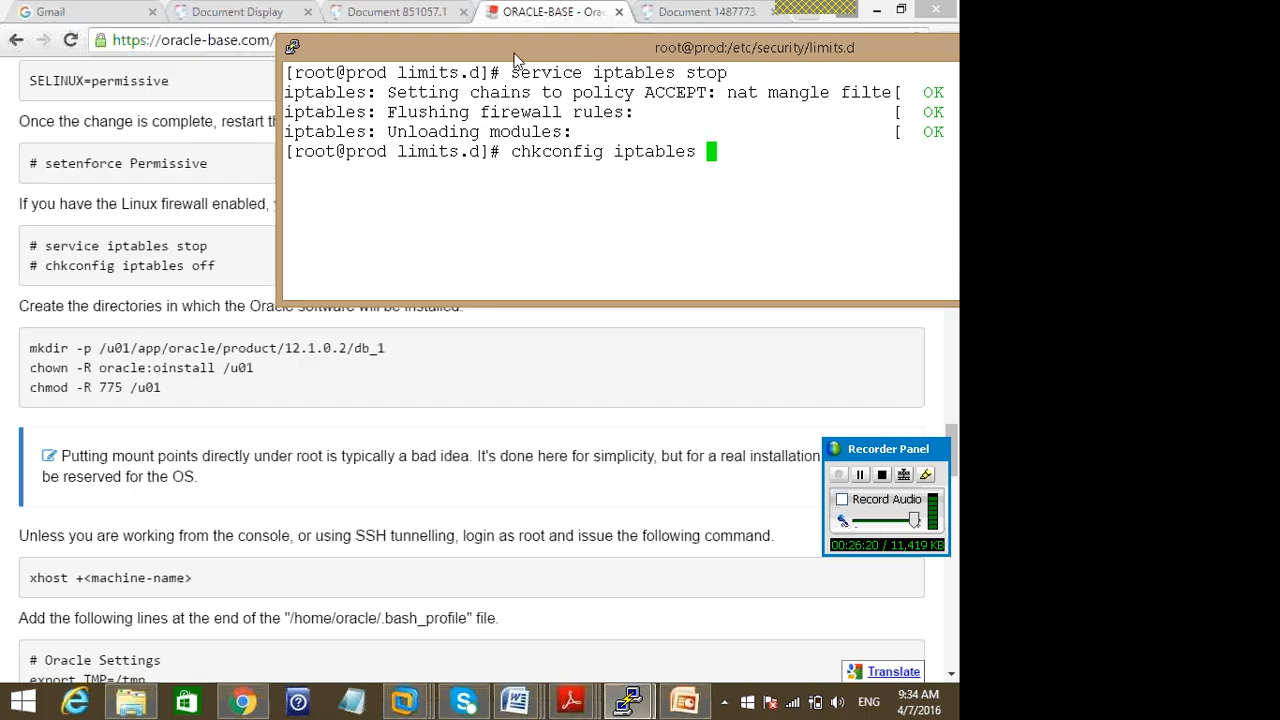 Gmail
Document Display
Document 851057.1
ORACLE-BASE - Ora
Document 1487773
https://oracle-base.com/
root@prod:/etc/security/limits.d
[root@prod limits.d]# service iptables stop
iptables: Setting chains to policy ACCEPT: nat mangle filte[ OK
iptables: Flushing firewall rules: [ OK
iptables: Unloading modules: [ OK
[root@prod limits.d]# chkconfig iptables
SELINUX=permissive
Once the change is complete, restart th
# setenforce Permissive
If you have the Linux firewall enabled,
# service iptables stop
# chkconfig iptables off
Create the directories in which the Oracle software will be installed.
mkdir -p /u01/app/oracle/product/12.1.0.2/db_1
chown -R oracle:oinstall /u01
chmod -R 775 /u01
Putting mount points directly under root is typically a bad idea. It's done here for simplicity, but for a real installation
be reserved for the OS.
Recorder Panel
Record Audio
00:26:20 / 11,419 KB
Unless you are working from the console, or using SSH tunnelling, login as root and issue the following command.
xhost +<machine-name>
Add the following lines at the end of the "/home/oracle/.bash_profile" file.
# Oracle Settings
export TMP=/tmp
Translate
ENG
9:34 AM
4/7/2016